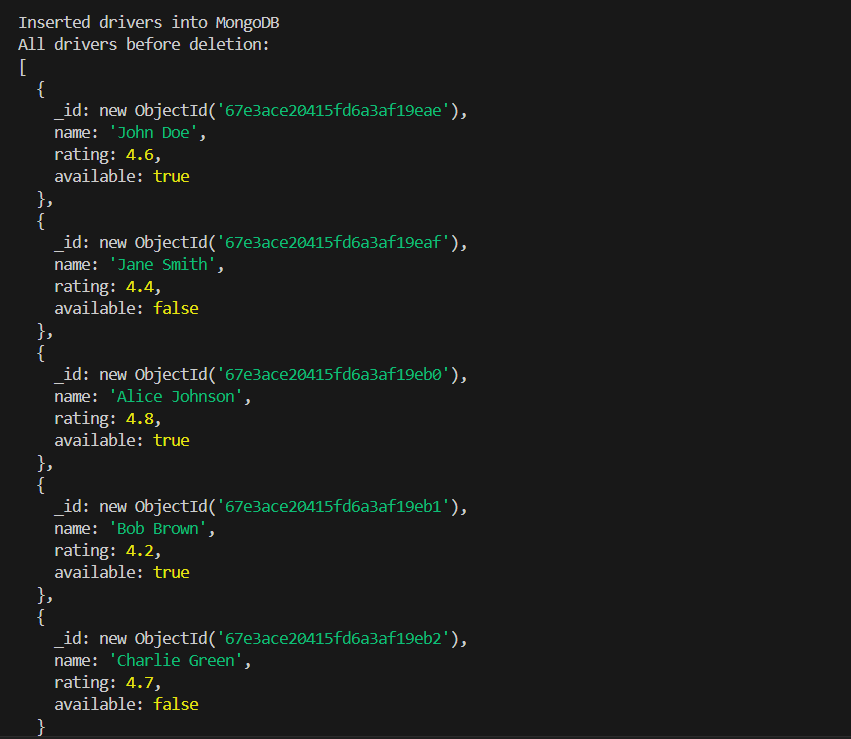 Inserted drivers into MongoDB
All drivers before deletion:
[
  {
    _id: new ObjectId('67e3ace20415fd6a3af19eae'),
    name: 'John Doe',
    rating: 4.6,
    available: true
  },
  {
    _id: new ObjectId('67e3ace20415fd6a3af19eaf'),
    name: 'Jane Smith',
    rating: 4.4,
    available: false
  },
  {
    _id: new ObjectId('67e3ace20415fd6a3af19eb0'),
    name: 'Alice Johnson',
    rating: 4.8,
    available: true
  },
  {
    _id: new ObjectId('67e3ace20415fd6a3af19eb1'),
    name: 'Bob Brown',
    rating: 4.2,
    available: true
  },
  {
    _id: new ObjectId('67e3ace20415fd6a3af19eb2'),
    name: 'Charlie Green',
    rating: 4.7,
    available: false
  }